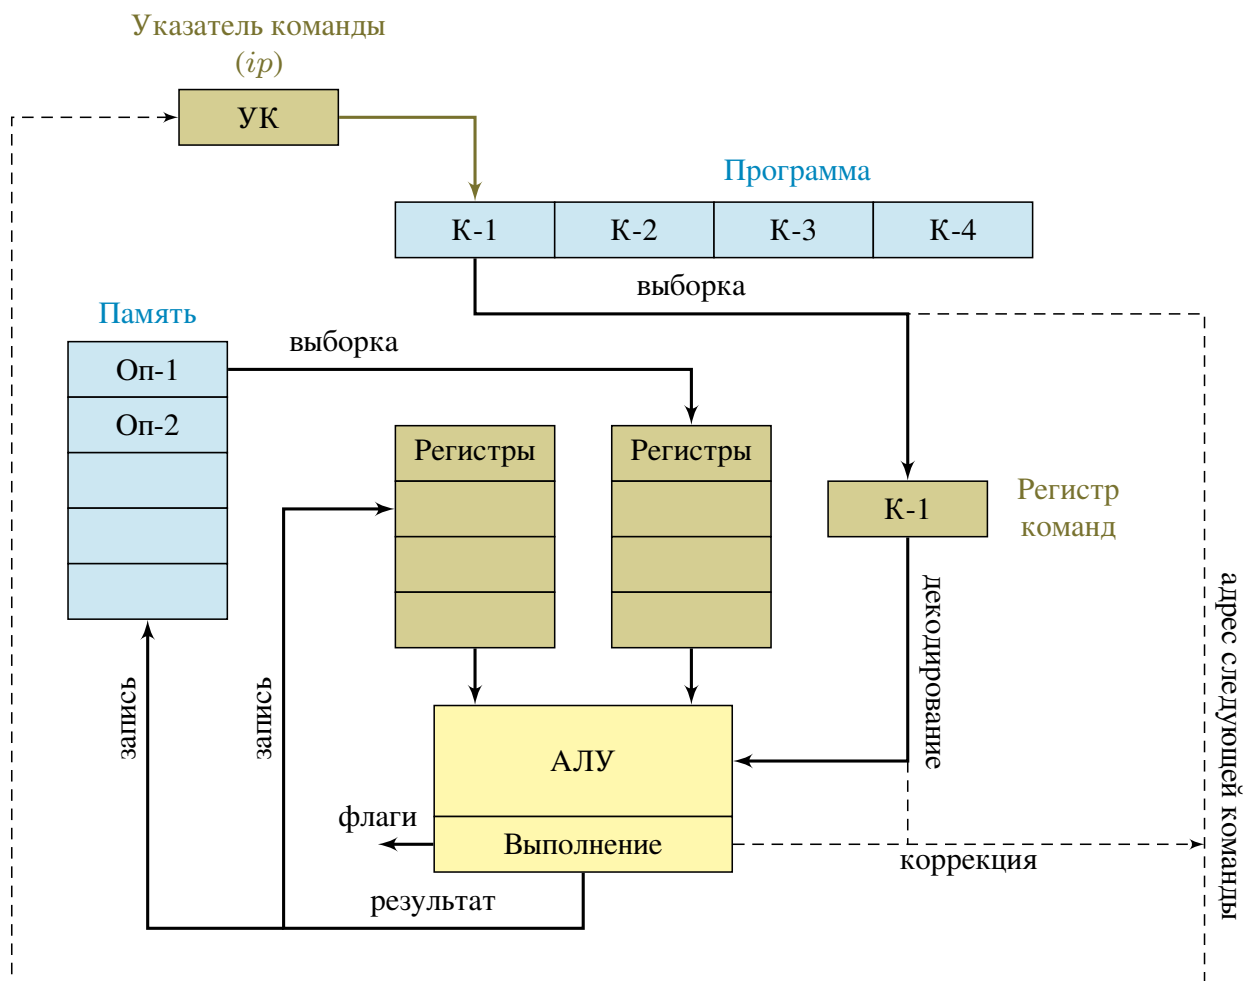 Указатель команды
(ip)
УК
Программа
К-1 К-2 К-3 К-4
выборка
Память
выборка
Оп-1
Оп-2
Регистры Регистры
К-1
Регистр
команд
декодирование
адрес следующей команды
запись
запись
АЛУ
флаги
Выполнение
коррекция
результат